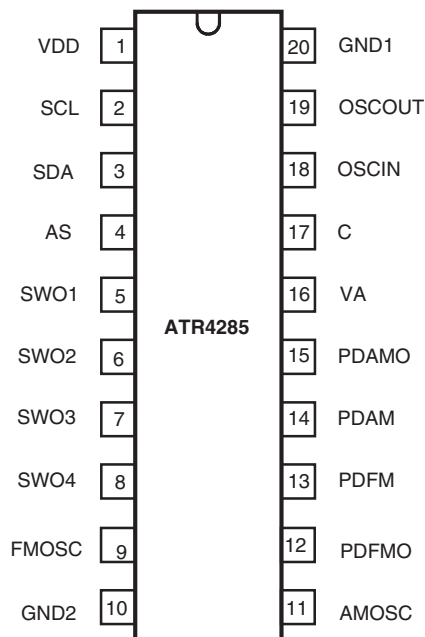 VDD 1 20 GND1
SCL 2 19 OSCOUT
SDA 3 18 OSCIN
AS 4 17 C
SWO1 5 16 VA
ATR4285
SWO2 6 15 PDAMO
SWO3 7 14 PDAM
SWO4 8 13 PDFM
FMOSC 9 12 PDFMO
GND2 10 11 AMOSC